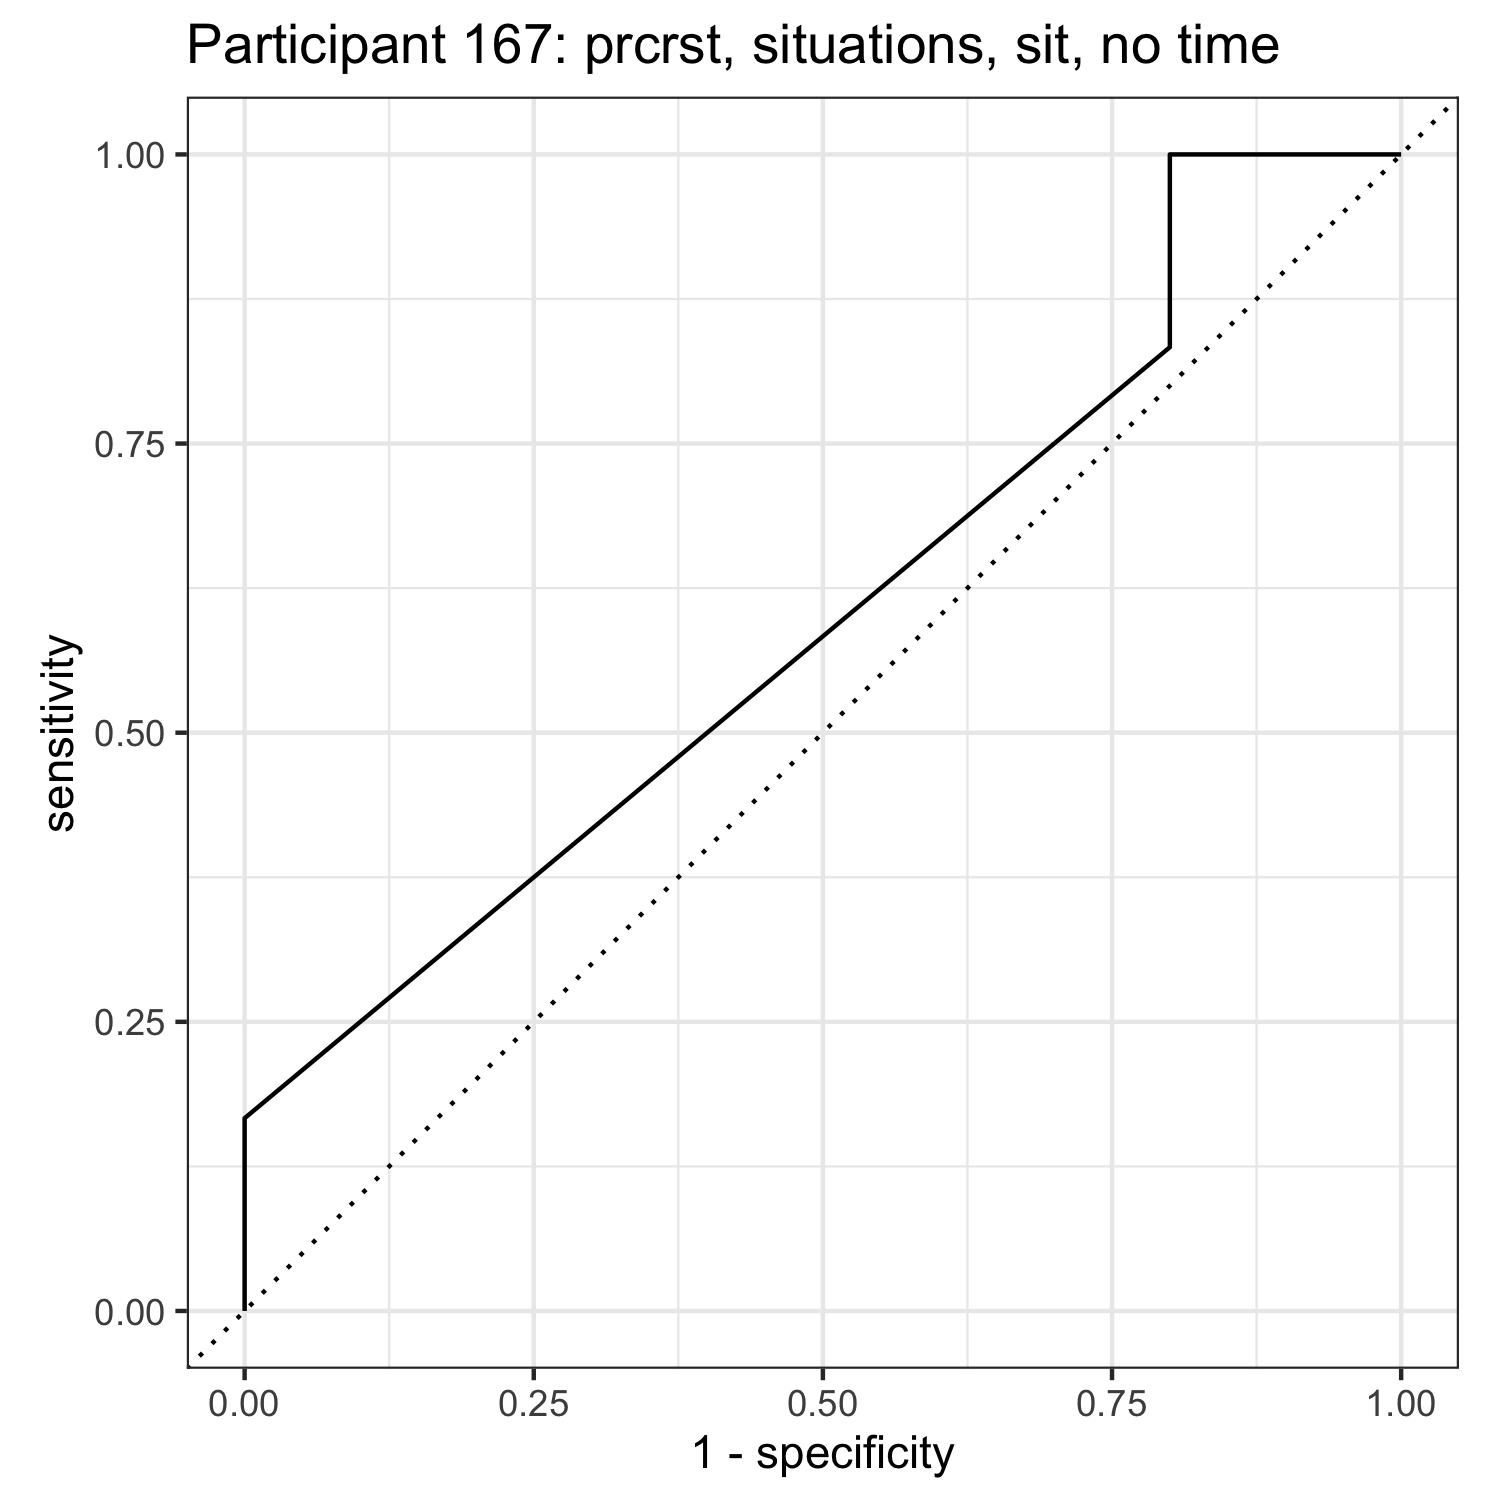 Participant 167: prcrst, situations, sit, no time
1.00
0.75
0.50
0.25
0.00
sensitivity
0.00 0.25 0.50 0.75 1.00
1 - specificity